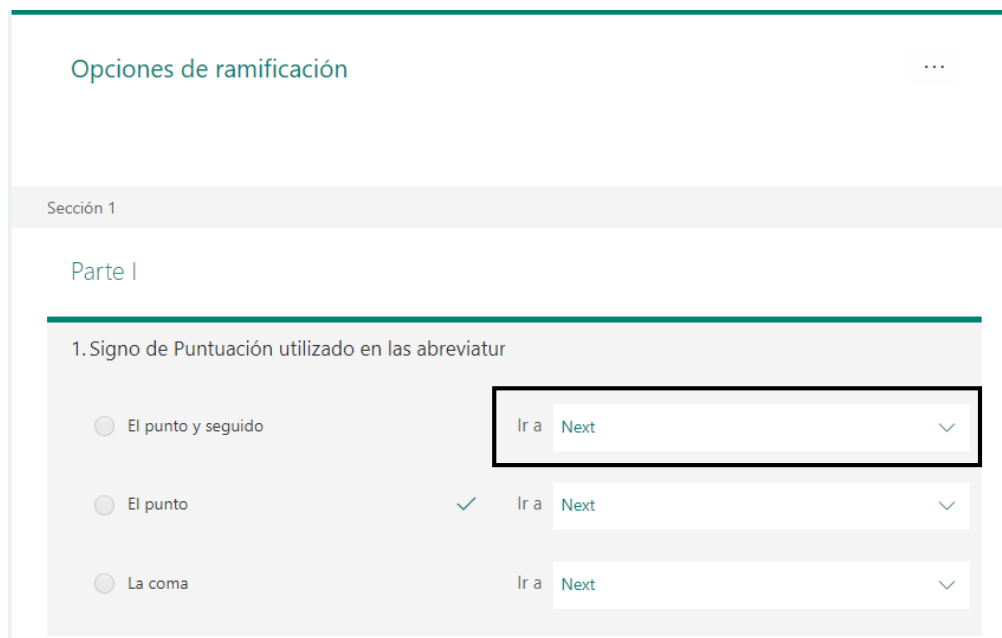 Opciones de ramificación
...
Sección 1
Parte I
1. Signo de Puntuación utilizado en las abreviatur
El punto y seguido Ir a Next
El punto Ir a Next
La coma Ir a Next